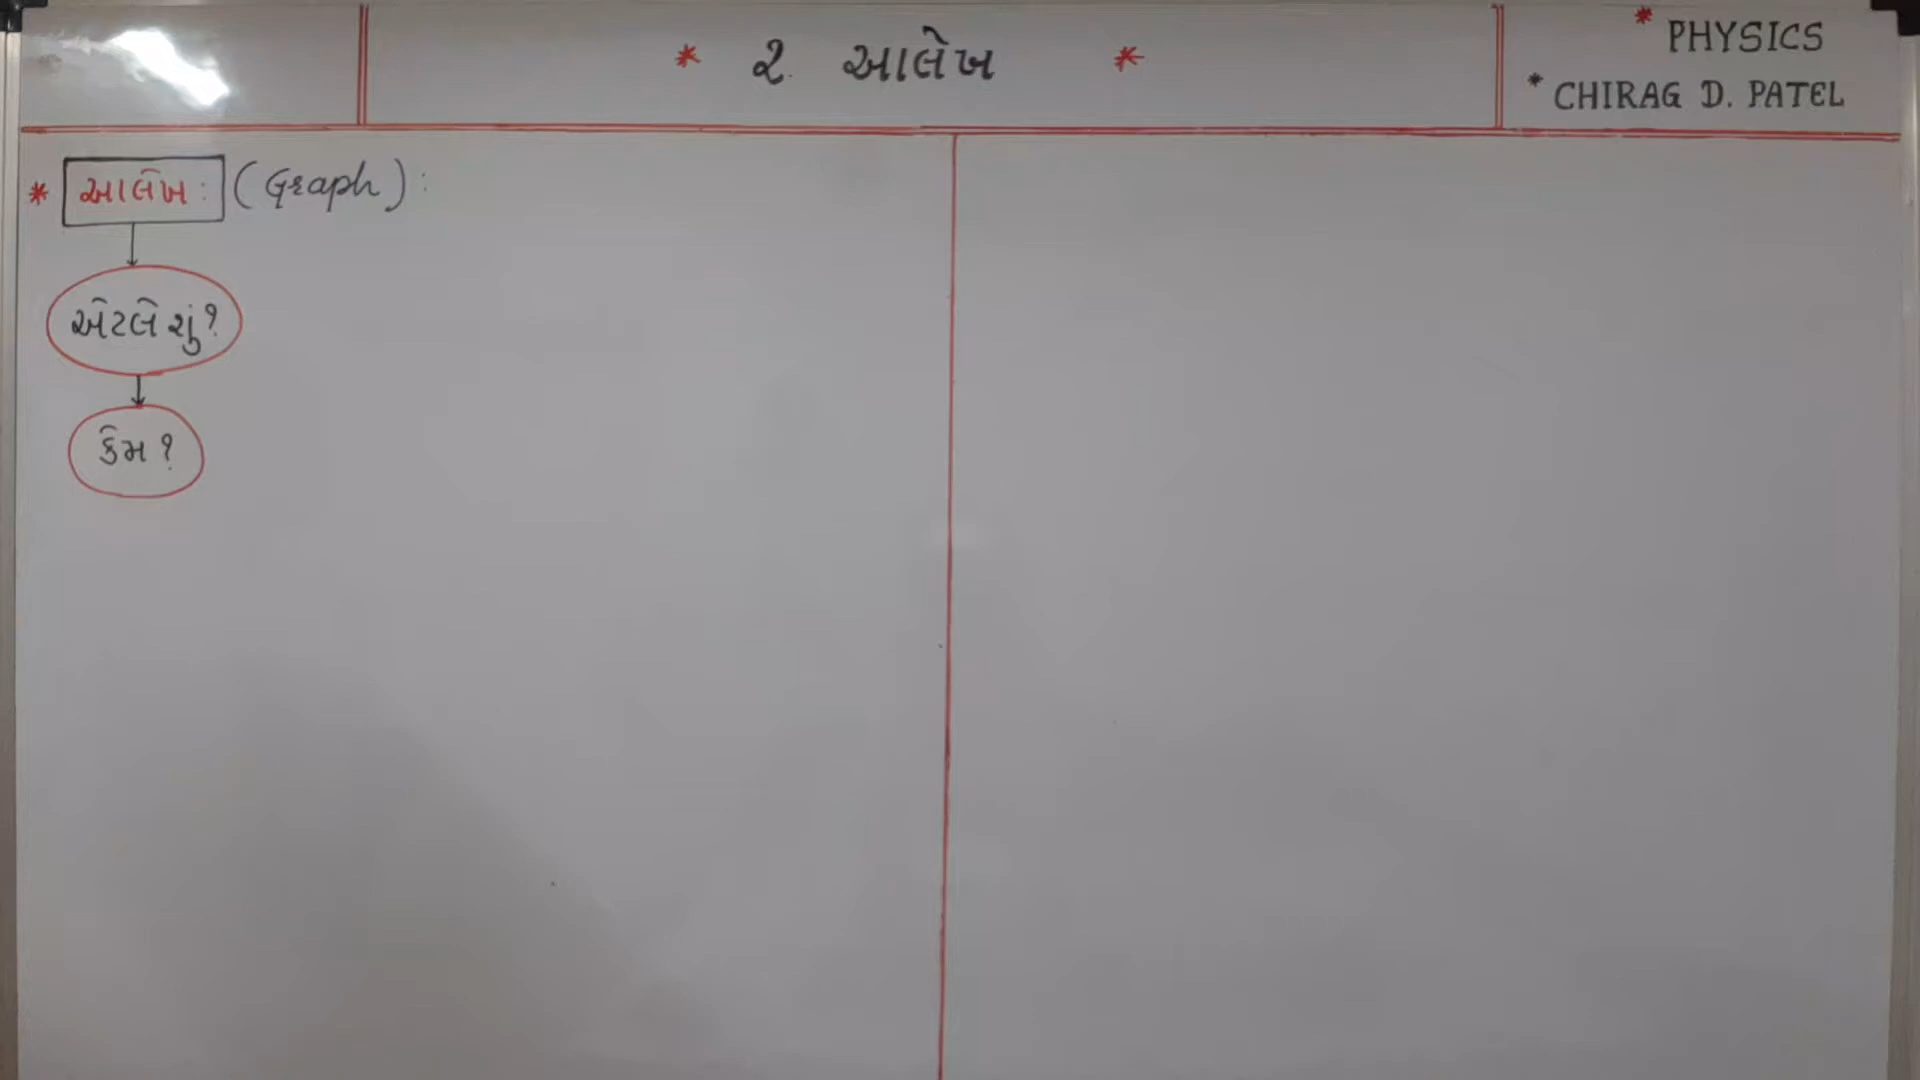 * ૨. આલેખ *
* PHYSICS
* CHIRAG D. PATEL
* આલેખ : (Graph) :
એટલે શું?
કેમ ?